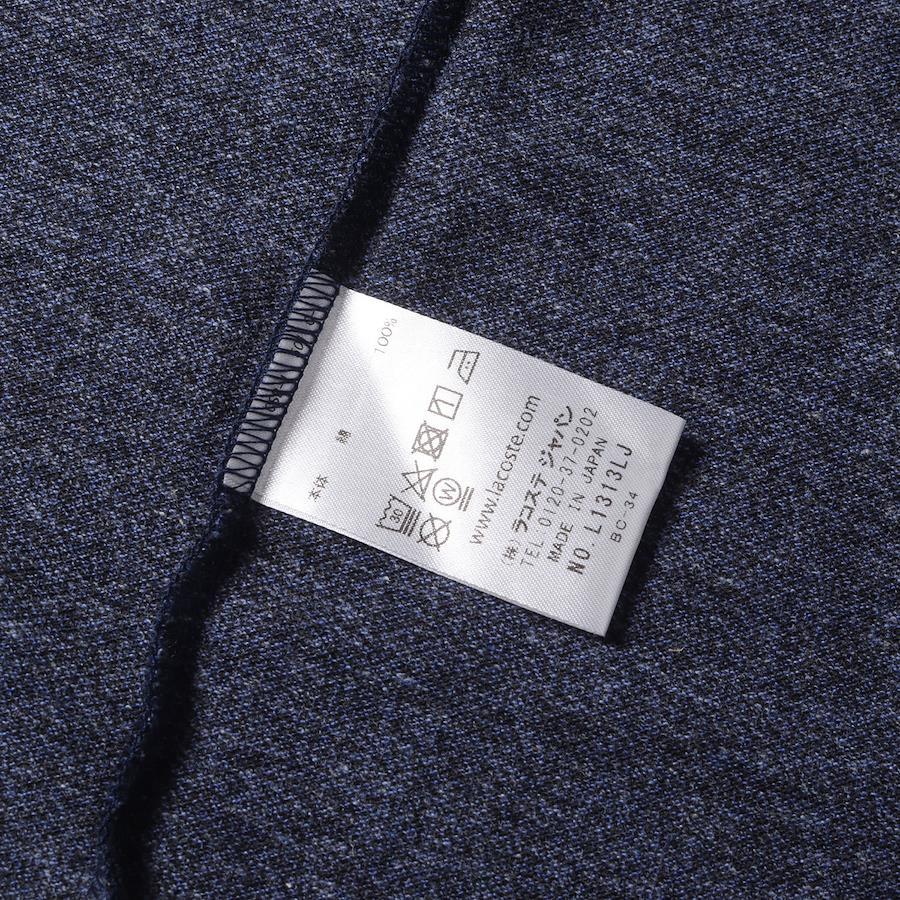 本体 綿 100%
30
W
www.lacoste.com
(株) ラコステ ジャパン
TEL 0120-37-0202
MADE IN JAPAN
NO. L1313LJ
BC-34